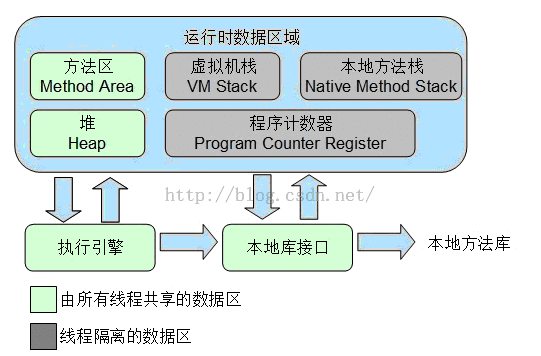 运行时数据区域
方法区
Method Area
虚拟机栈
VM Stack
本地方法栈
Native Method Stack
堆
Heap
程序计数器
Program Counter Register
http://blog.csdn.net/
执行引擎
本地库接口
本地方法库
由所有线程共享的数据区
线程隔离的数据区